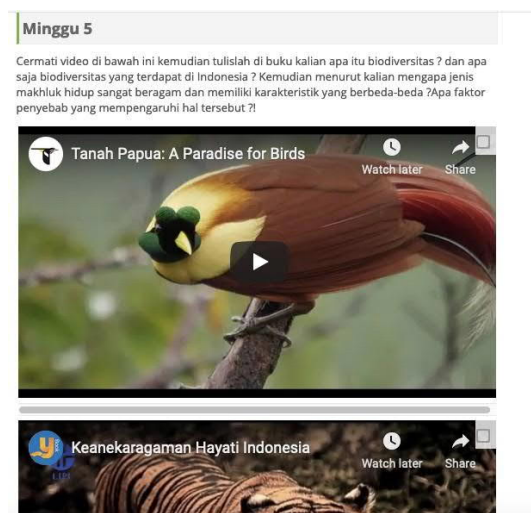 Minggu 5
Cermati video di bawah ini kemudian tulislah di buku kalian apa itu biodiversitas ? dan apa
saja biodiversitas yang terdapat di Indonesia ? Kemudian menurut kalian mengapa jenis
makhluk hidup sangat beragam dan memiliki karakteristik yang berbeda-beda ?Apa faktor
penyebab yang mempengaruhi hal tersebut ?!
Tanah Papua: A Paradise for Birds
Watch later Share
Keanekaragaman Hayati Indonesia
Watch later Share
LIPI